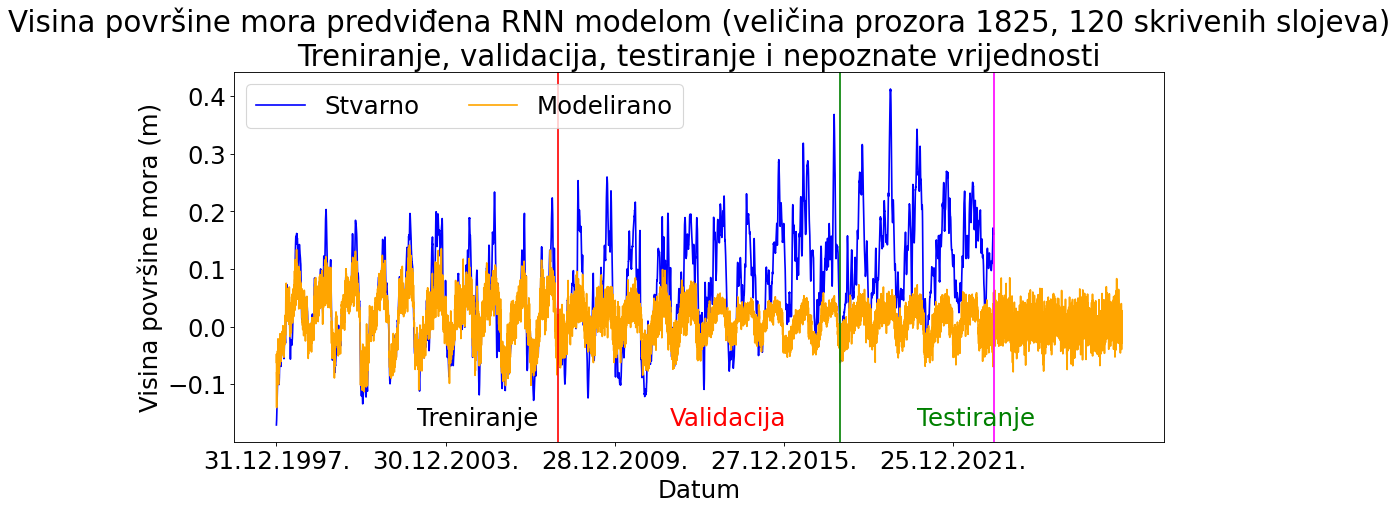 Visina površine mora predviđena RNN modelom (veličina prozora 1825, 120 skrivenih slojeva)
Treniranje, validacija, testiranje i nepoznate vrijednosti
Stvarno
Modelirano
Visina površine mora (m)
0.4
0.3
0.2
0.1
0.0
−0.1
Treniranje
Validacija
Testiranje
31.12.1997.
30.12.2003.
28.12.2009.
27.12.2015.
25.12.2021.
Datum